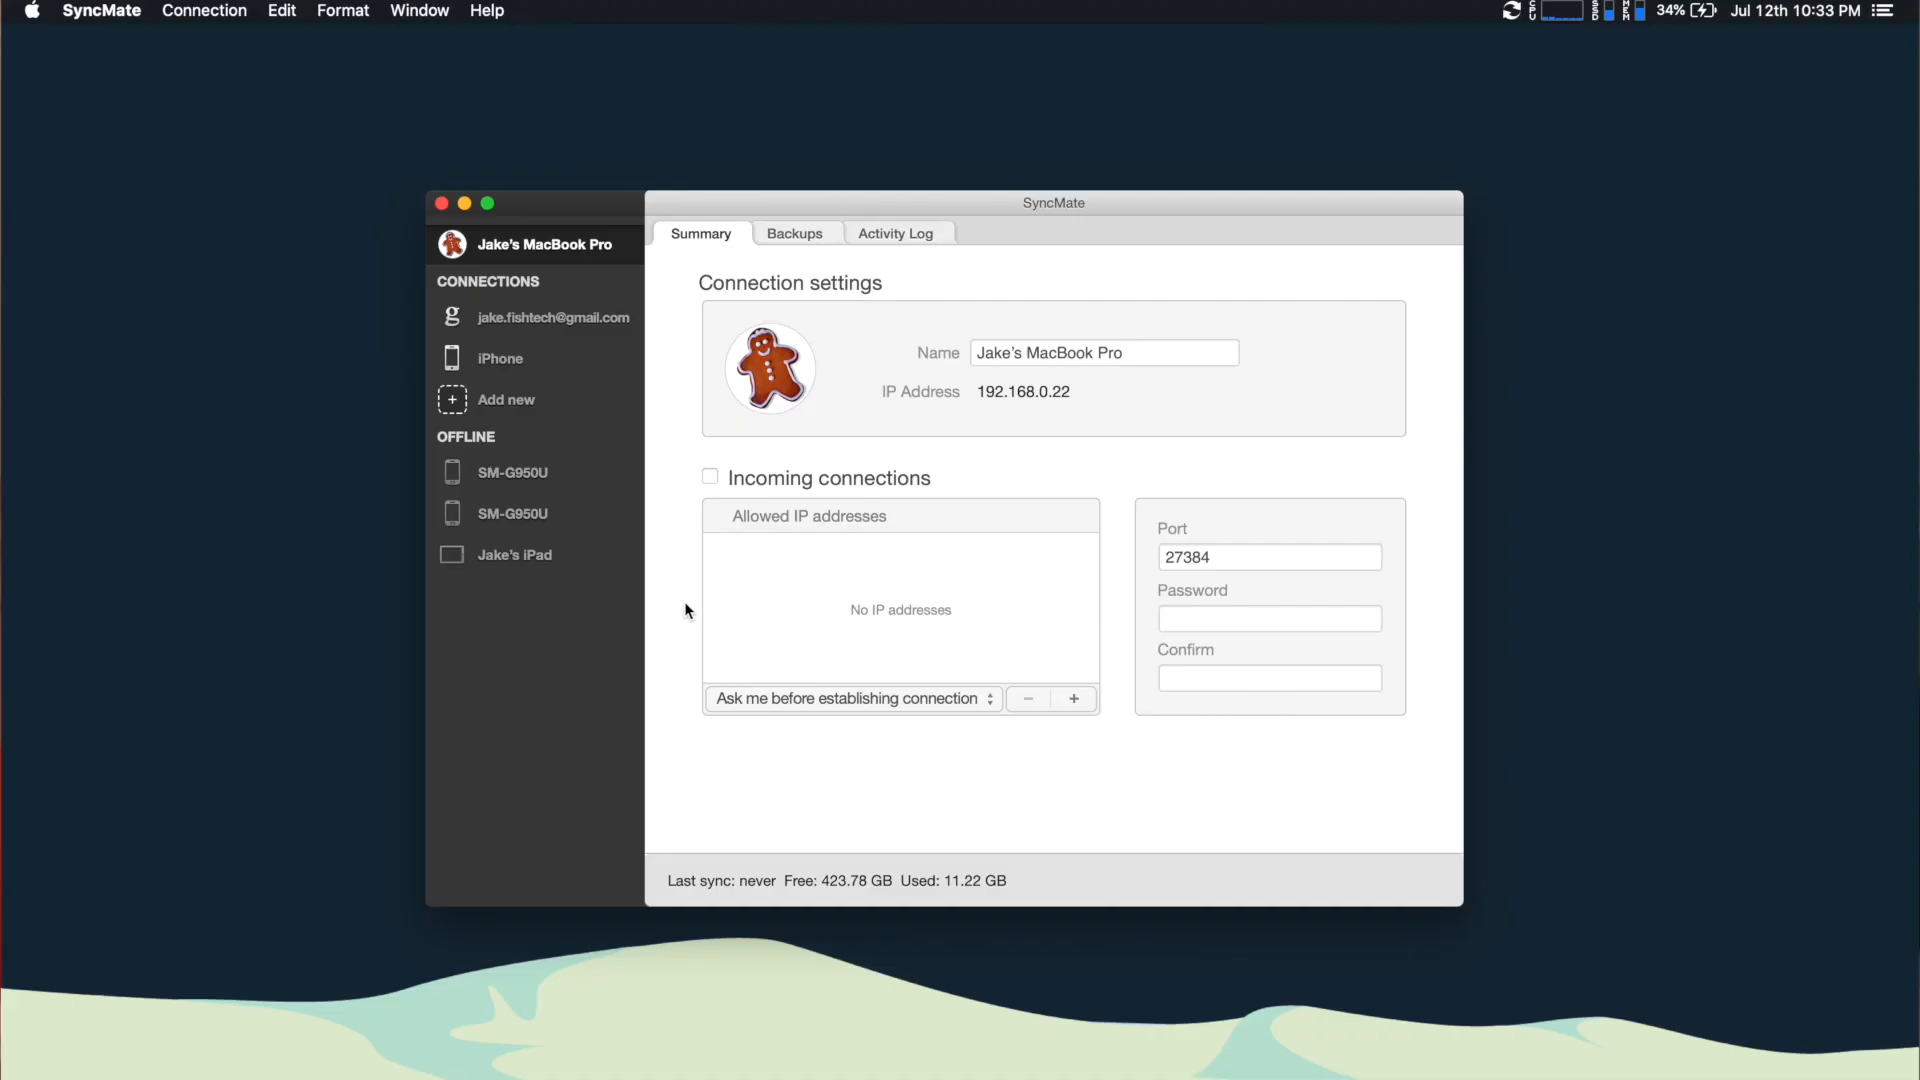 SyncMate Connection Edit Format Window Help
CPU SSD MEM 34% Jul 12th 10:33 PM
SyncMate
Jake's MacBook Pro
CONNECTIONS
g jake.fishtech@gmail.com
iPhone
+ Add new
OFFLINE
SM-G950U
SM-G950U
Jake's iPad
Summary Backups Activity Log
Connection settings
Name Jake's MacBook Pro
IP Address 192.168.0.22
Incoming connections
Allowed IP addresses
No IP addresses
Ask me before establishing connection − +
Port
27384
Password
Confirm
Last sync: never Free: 423.78 GB Used: 11.22 GB